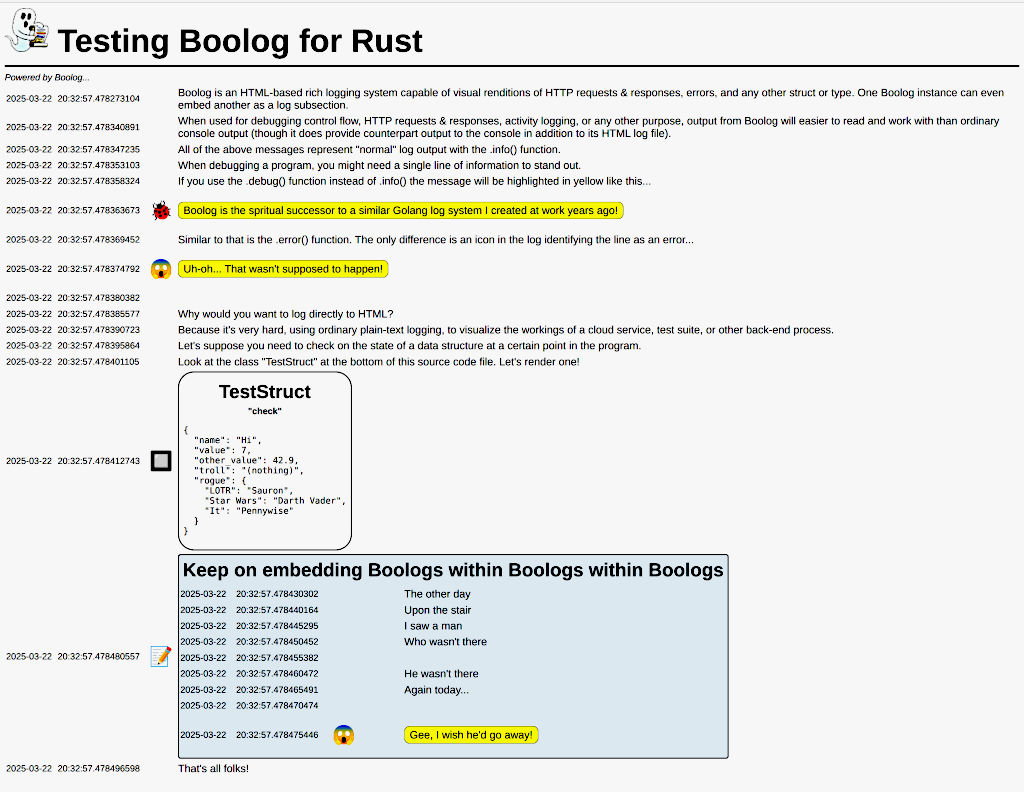 Testing Boolog for Rust
Powered by Boolog...
2025-03-22 20:32:57.478273104 Boolog is an HTML-based rich logging system capable of visual renditions of HTTP requests & responses, errors, and any other struct or type. One Boolog instance can even
embed another as a log subsection.
2025-03-22 20:32:57.478340891 When used for debugging control flow, HTTP requests & responses, activity logging, or any other purpose, output from Boolog will easier to read and work with than ordinary
console output (though it does provide counterpart output to the console in addition to its HTML log file).
2025-03-22 20:32:57.478347235 All of the above messages represent "normal" log output with the .info() function.
2025-03-22 20:32:57.478353103 When debugging a program, you might need a single line of information to stand out.
2025-03-22 20:32:57.478358324 If you use the .debug() function instead of .info() the message will be highlighted in yellow like this...
2025-03-22 20:32:57.478363673 Boolog is the spritual successor to a similar Golang log system I created at work years ago!
2025-03-22 20:32:57.478369452 Similar to that is the .error() function. The only difference is an icon in the log identifying the line as an error...
2025-03-22 20:32:57.478374792 Uh-oh... That wasn't supposed to happen!
2025-03-22 20:32:57.478380382
2025-03-22 20:32:57.478385577 Why would you want to log directly to HTML?
2025-03-22 20:32:57.478390723 Because it's very hard, using ordinary plain-text logging, to visualize the workings of a cloud service, test suite, or other back-end process.
2025-03-22 20:32:57.478395864 Let's suppose you need to check on the state of a data structure at a certain point in the program.
2025-03-22 20:32:57.478401105 Look at the class "TestStruct" at the bottom of this source code file. Let's render one!
2025-03-22 20:32:57.478412743
TestStruct
"check"
{
"name": "Hi",
"value": 7,
"other_value": 42.9,
"troll": "(nothing)",
"rogue": {
"LOTR": "Sauron",
"Star Wars": "Darth Vader",
"It": "Pennywise"
}
}
2025-03-22 20:32:57.478480557
Keep on embedding Boologs within Boologs within Boologs
2025-03-22 20:32:57.478430302 The other day
2025-03-22 20:32:57.478440164 Upon the stair
2025-03-22 20:32:57.478445295 I saw a man
2025-03-22 20:32:57.478450452 Who wasn't there
2025-03-22 20:32:57.478455382
2025-03-22 20:32:57.478460472 He wasn't there
2025-03-22 20:32:57.478465491 Again today...
2025-03-22 20:32:57.478470474
2025-03-22 20:32:57.478475446 Gee, I wish he'd go away!
2025-03-22 20:32:57.478496598 That's all folks!